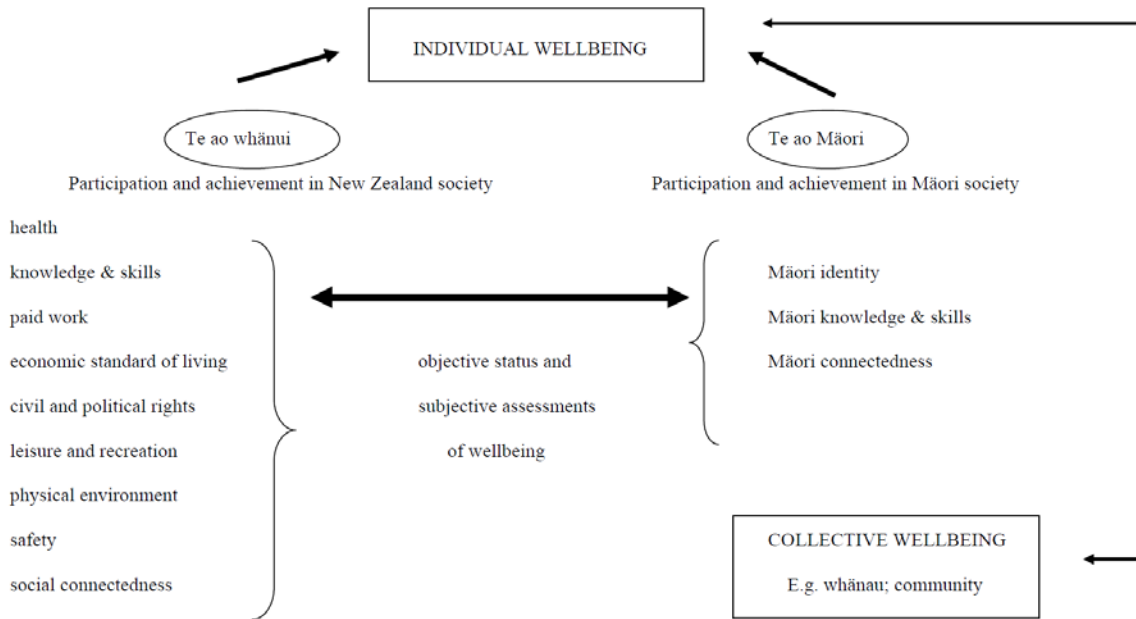 INDIVIDUAL WELLBEING
Te ao whänui
Te ao Mäori
Participation and achievement in New Zealand society
Participation and achievement in Mäori society
health
knowledge & skills
paid work
economic standard of living
civil and political rights
leisure and recreation
physical environment
safety
social connectedness
objective status and
subjective assessments
of wellbeing
Mäori identity
Mäori knowledge & skills
Mäori connectedness
COLLECTIVE WELLBEING
E.g. whänau; community